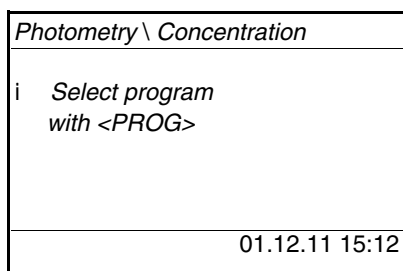 Photometry \ Concentration
i Select program
with <PROG>
01.12.11 15:12